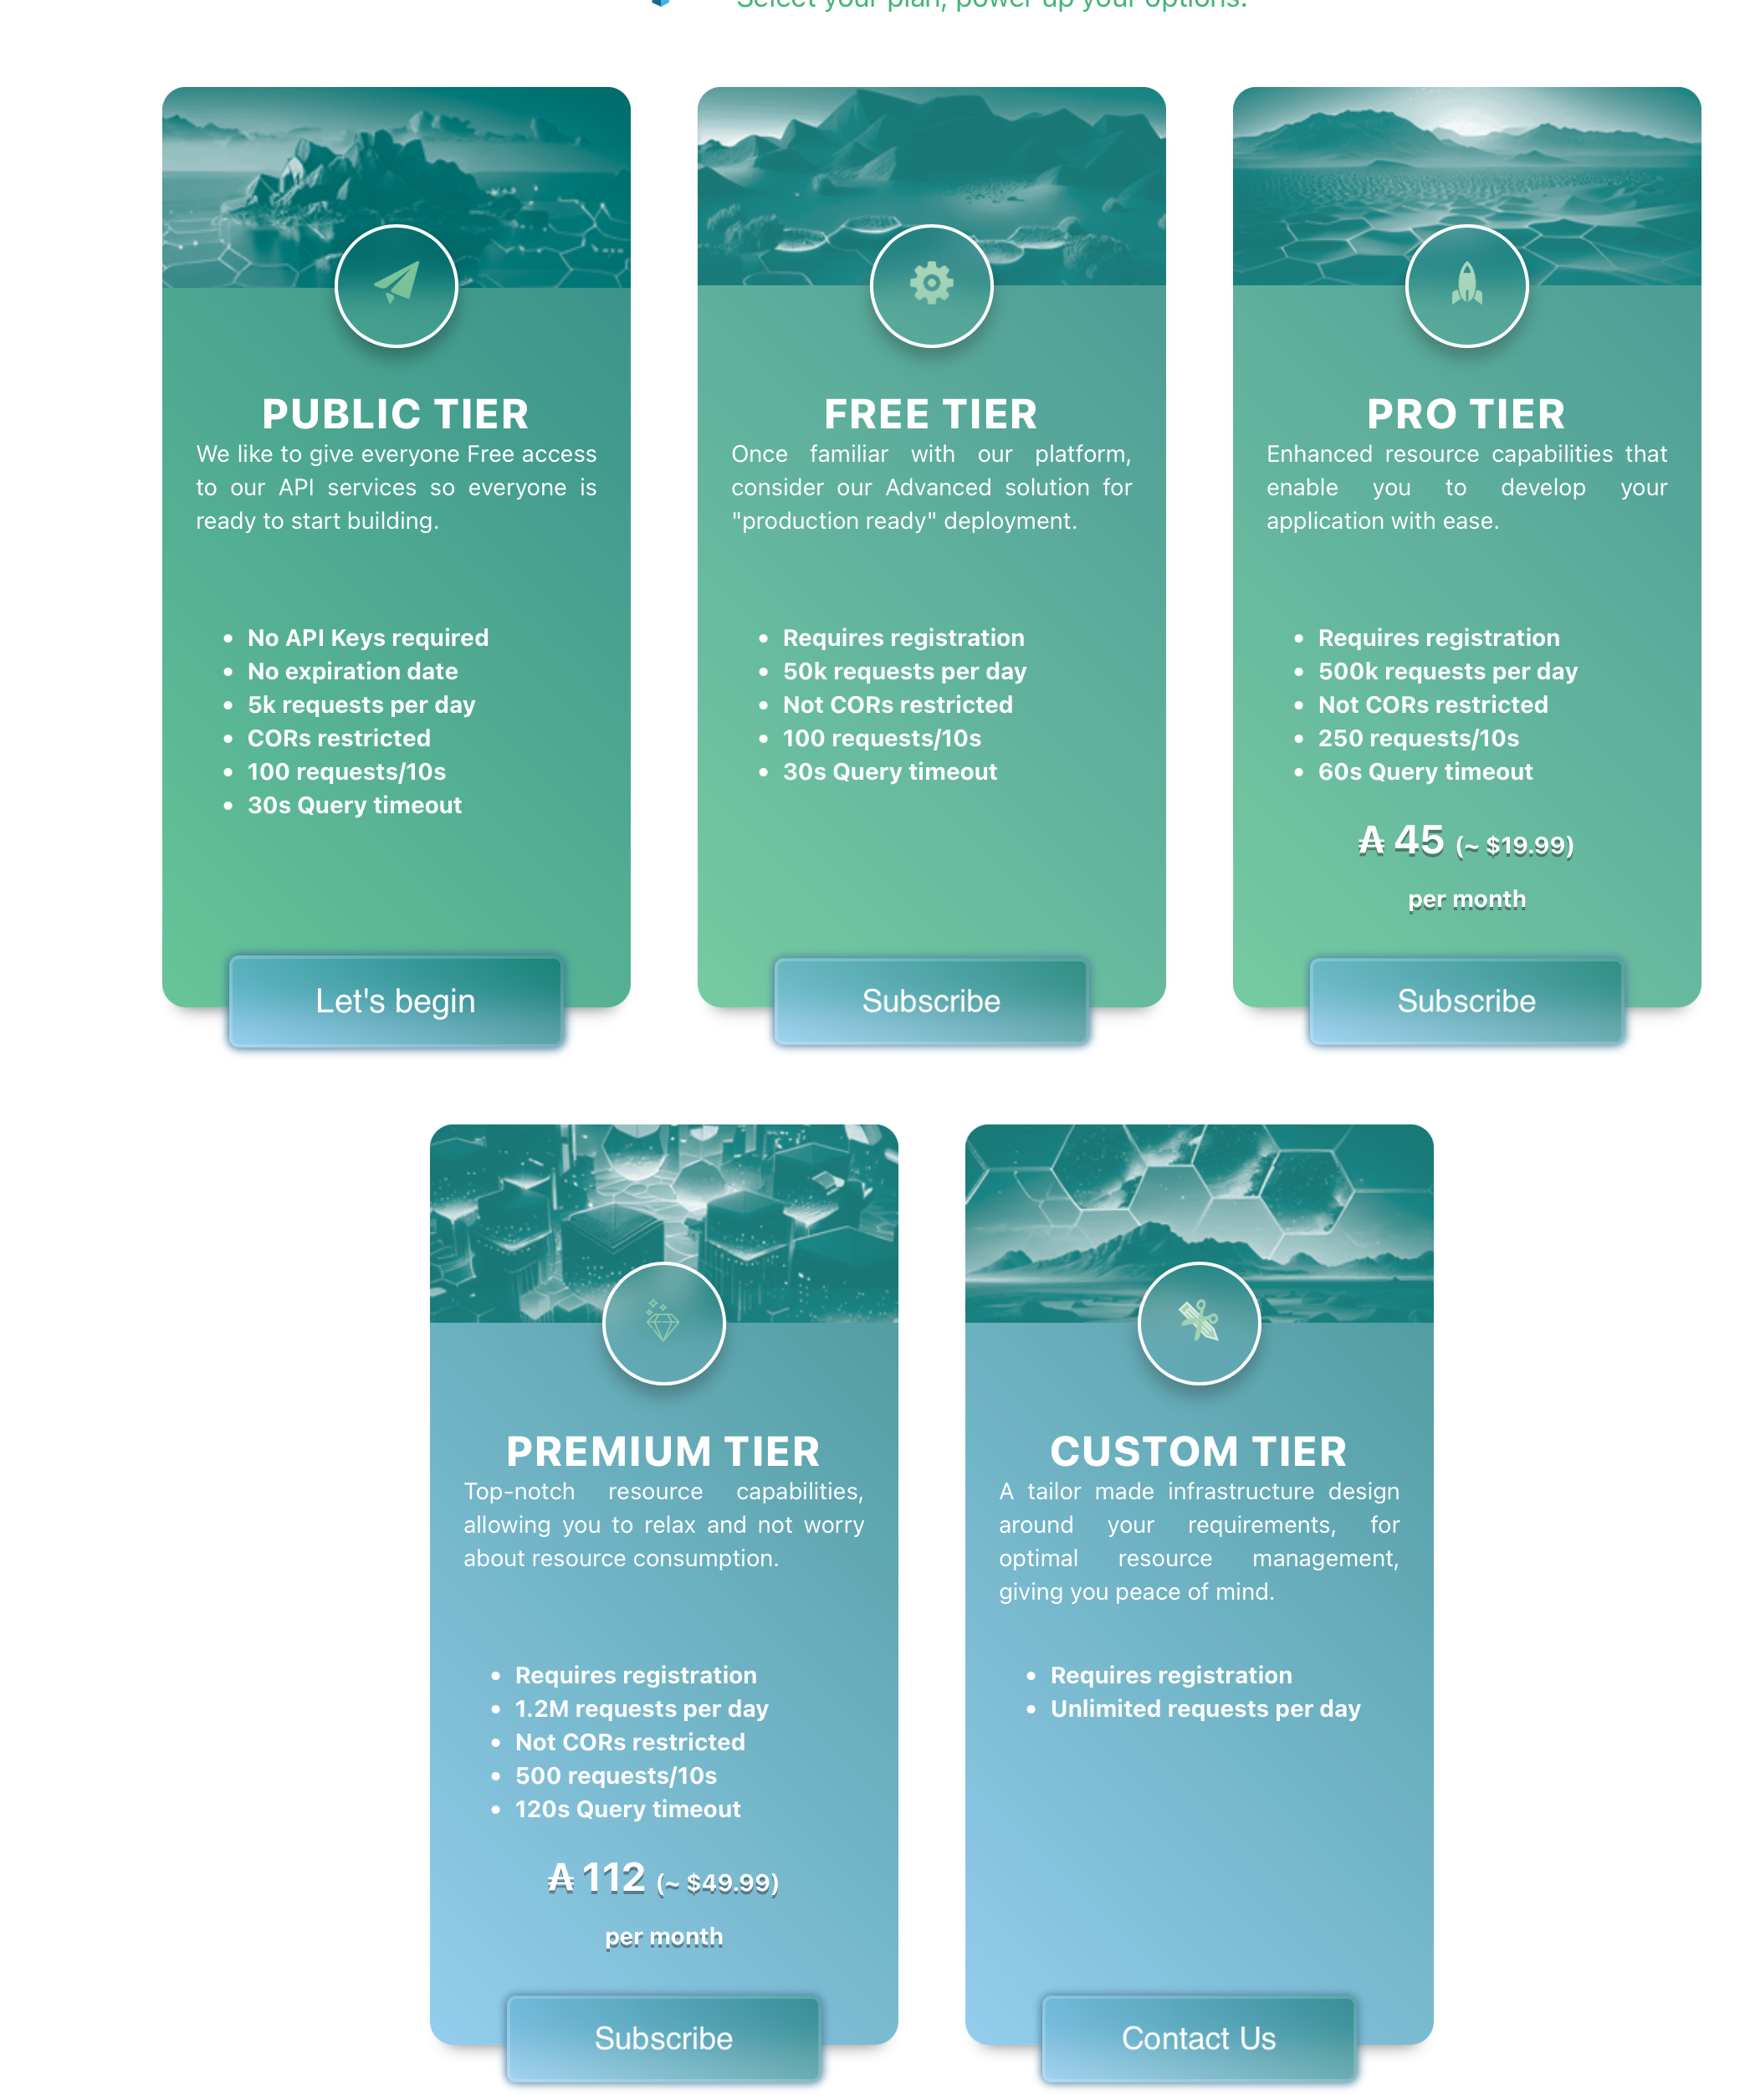 Select your plan, power up your options.
PUBLIC TIER
We like to give everyone Free access
to our API services so everyone is
ready to start building.
No API Keys required
No expiration date
5k requests per day
CORs restricted
100 requests/10s
30s Query timeout
Let's begin
FREE TIER
Once familiar with our platform,
consider our Advanced solution for
"production ready" deployment.
Requires registration
50k requests per day
Not CORs restricted
100 requests/10s
30s Query timeout
Subscribe
PRO TIER
Enhanced resource capabilities that
enable you to develop your
application with ease.
Requires registration
500k requests per day
Not CORs restricted
250 requests/10s
60s Query timeout
₳ 45 (~ $19.99)
per month
Subscribe
PREMIUM TIER
Top-notch resource capabilities,
allowing you to relax and not worry
about resource consumption.
Requires registration
1.2M requests per day
Not CORs restricted
500 requests/10s
120s Query timeout
₳ 112 (~ $49.99)
per month
Subscribe
CUSTOM TIER
A tailor made infrastructure design
around your requirements, for
optimal resource management,
giving you peace of mind.
Requires registration
Unlimited requests per day
Contact Us